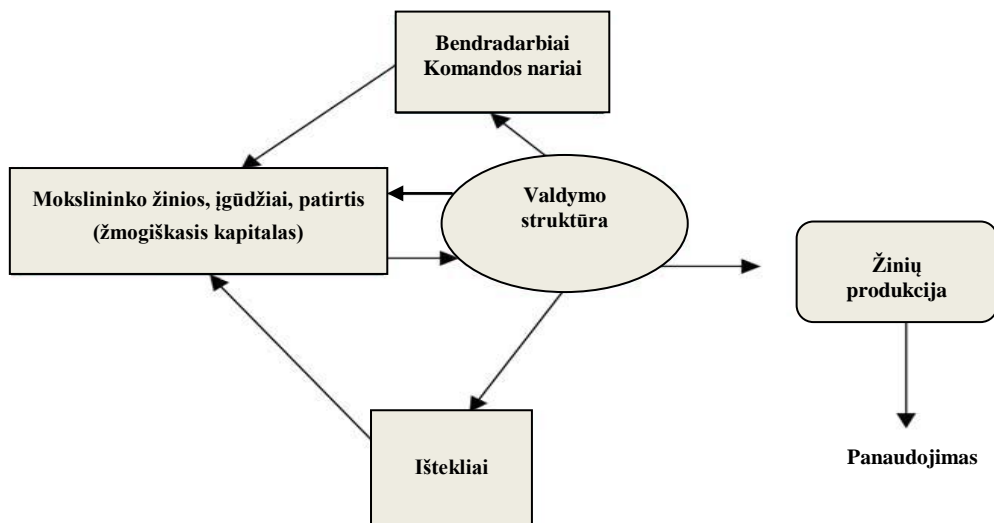 Bendradarbiai
Komandos nariai
Mokslininko žinios, įgūdžiai, patirtis
(žmogiškasis kapitalas)
Valdymo
struktūra
Žinių
produkcija
Ištekliai
Panaudojimas